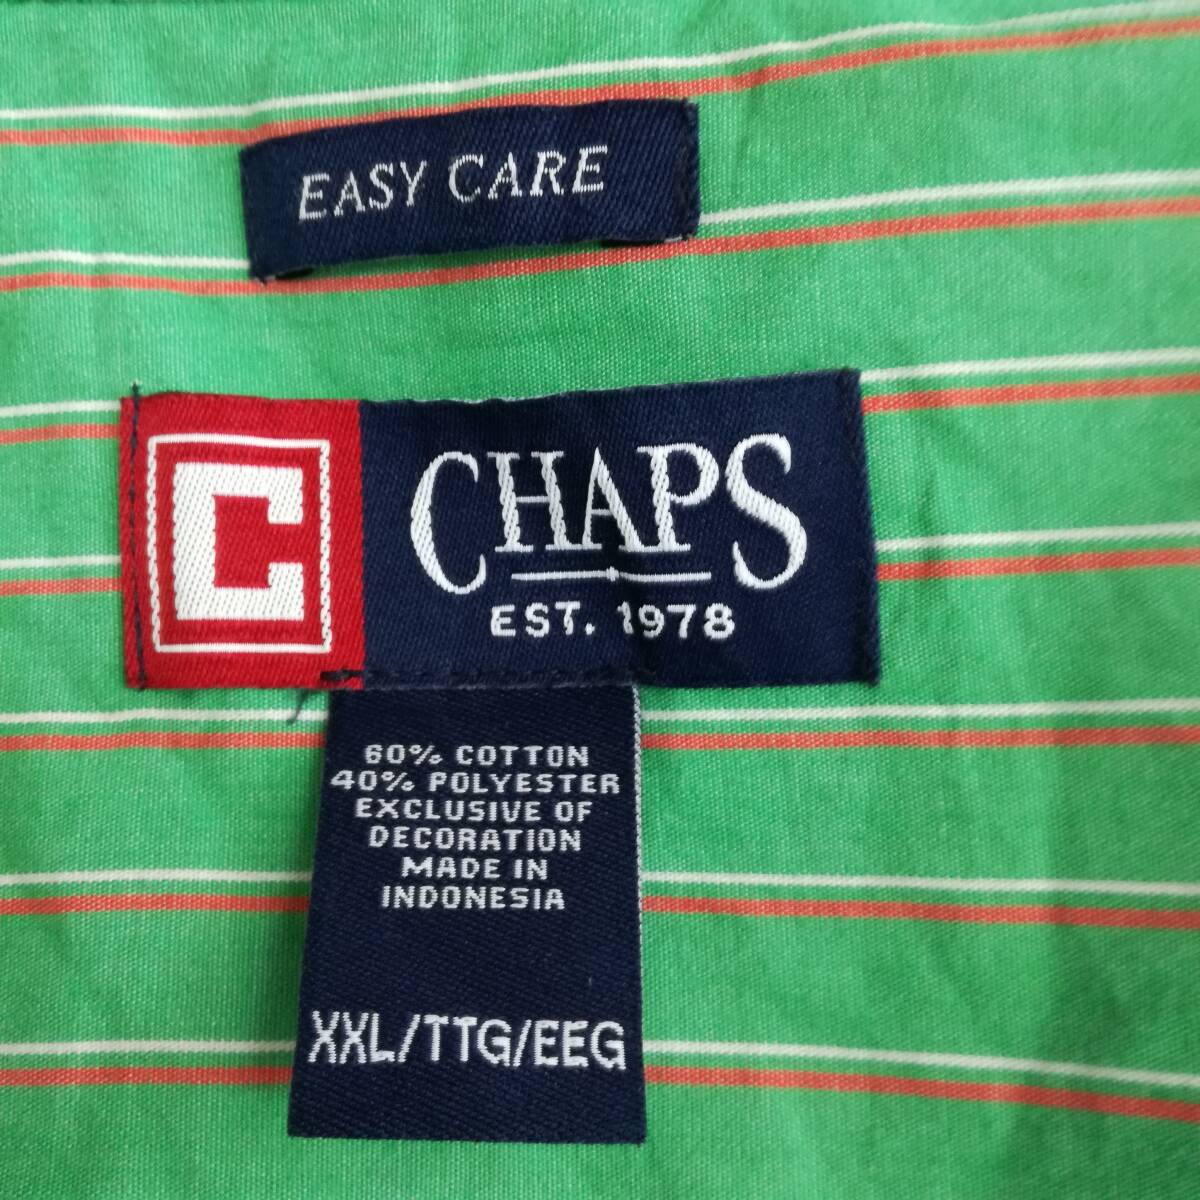 EASY CARE
C
CHAPS
EST. 1978
60% COTTON
40% POLYESTER
EXCLUSIVE OF
DECORATION
MADE IN
INDONESIA
XXL/TTG/EEG